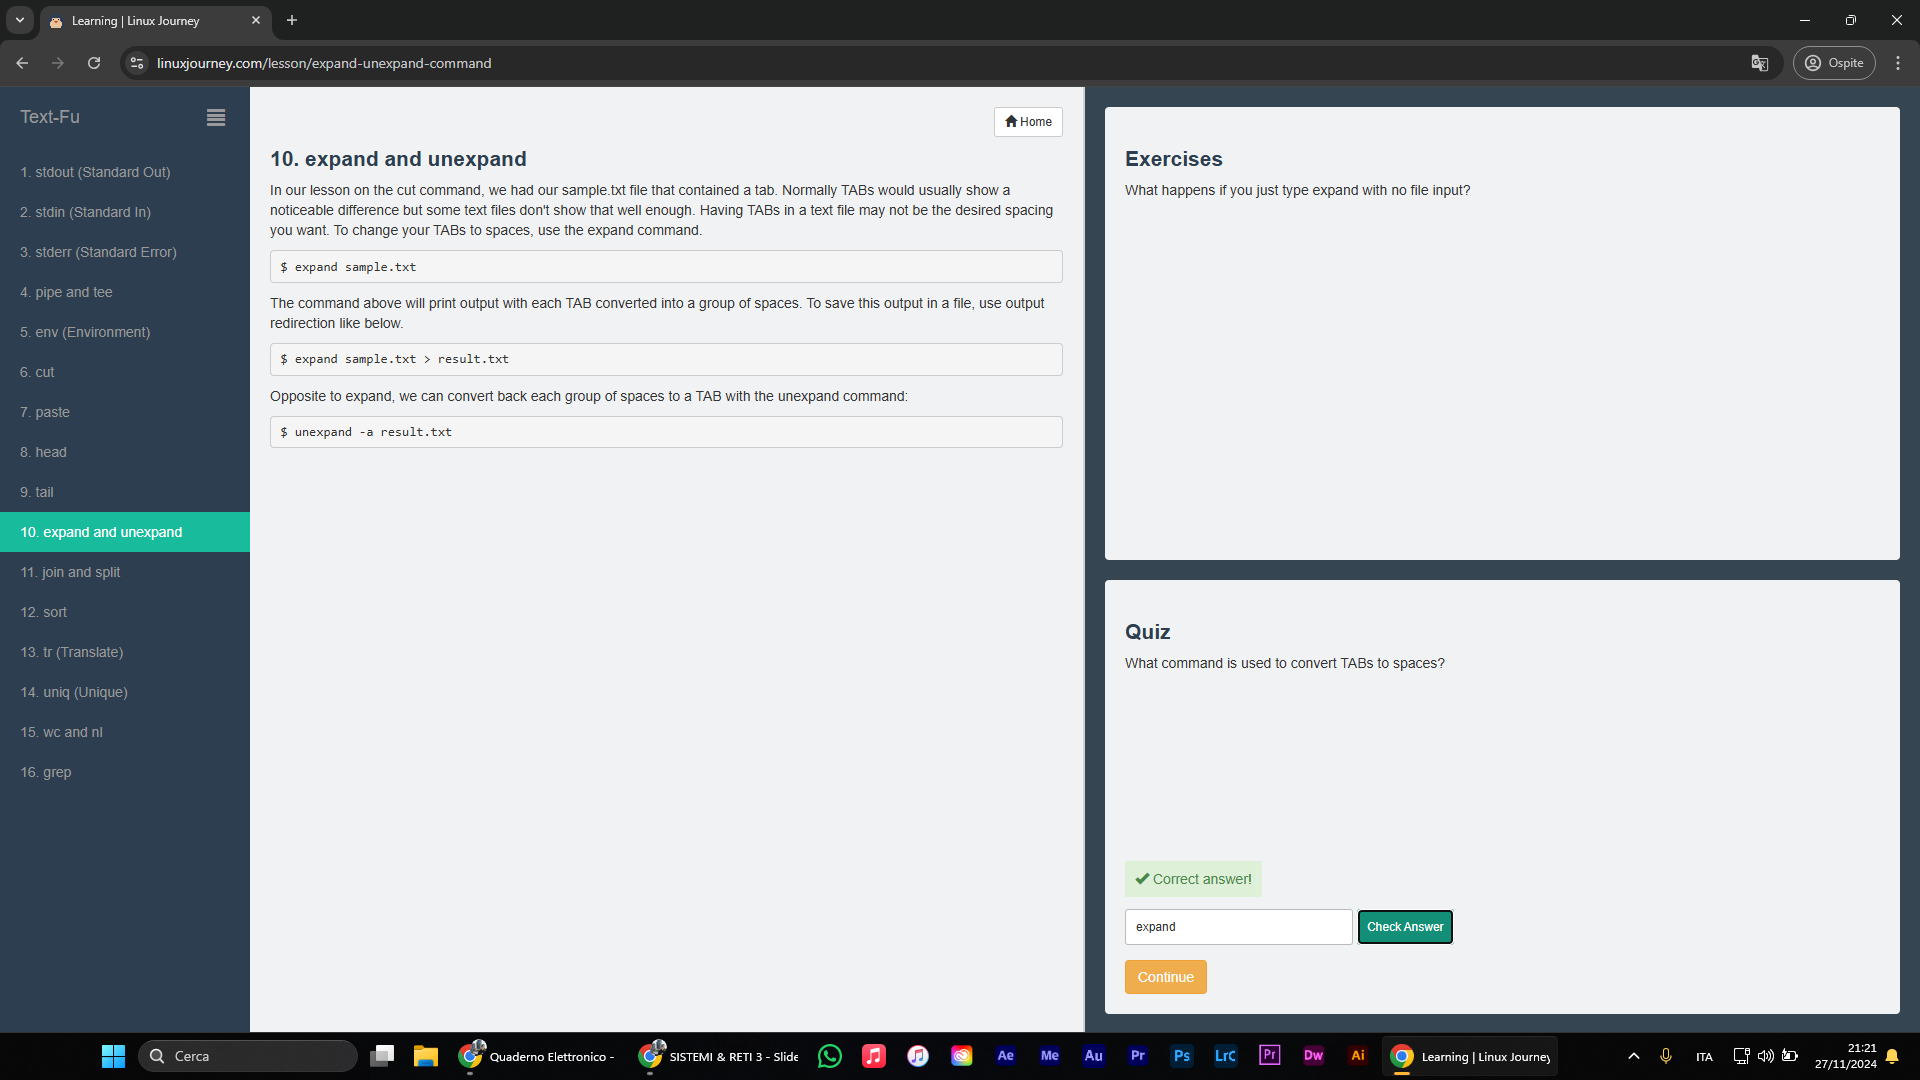 Learning | Linux Journey
linuxjourney.com/lesson/expand-unexpand-command
Ospite
Text-Fu
1. stdout (Standard Out)
2. stdin (Standard In)
3. stderr (Standard Error)
4. pipe and tee
5. env (Environment)
6. cut
7. paste
8. head
9. tail
10. expand and unexpand
11. join and split
12. sort
13. tr (Translate)
14. uniq (Unique)
15. wc and nl
16. grep
Home
10. expand and unexpand
In our lesson on the cut command, we had our sample.txt file that contained a tab. Normally TABs would usually show a
noticeable difference but some text files don't show that well enough. Having TABs in a text file may not be the desired spacing
you want. To change your TABs to spaces, use the expand command.
$ expand sample.txt
The command above will print output with each TAB converted into a group of spaces. To save this output in a file, use output
redirection like below.
$ expand sample.txt > result.txt
Opposite to expand, we can convert back each group of spaces to a TAB with the unexpand command:
$ unexpand -a result.txt
Exercises
What happens if you just type expand with no file input?
Quiz
What command is used to convert TABs to spaces?
Correct answer!
expand
Check Answer
Continue
Cerca
Quaderno Elettronico -
SISTEMI & RETI 3 - Slide
Ae
Me
Au
Pr
Ps
LrC
Pr
Dw
Ai
Learning | Linux Journey
ITA
21:21
27/11/2024